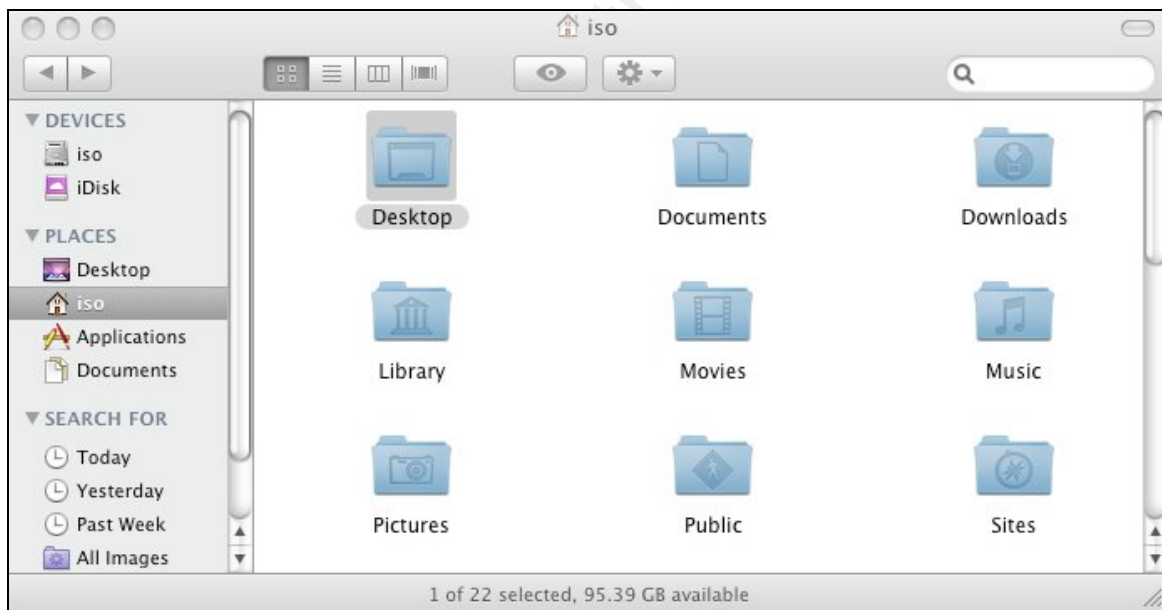 iso
DEVICES
iso
iDisk
PLACES
Desktop
iso
Applications
Documents
SEARCH FOR
Today
Yesterday
Past Week
All Images
Desktop
Documents
Downloads
Library
Movies
Music
Pictures
Public
Sites
1 of 22 selected, 95.39 GB available